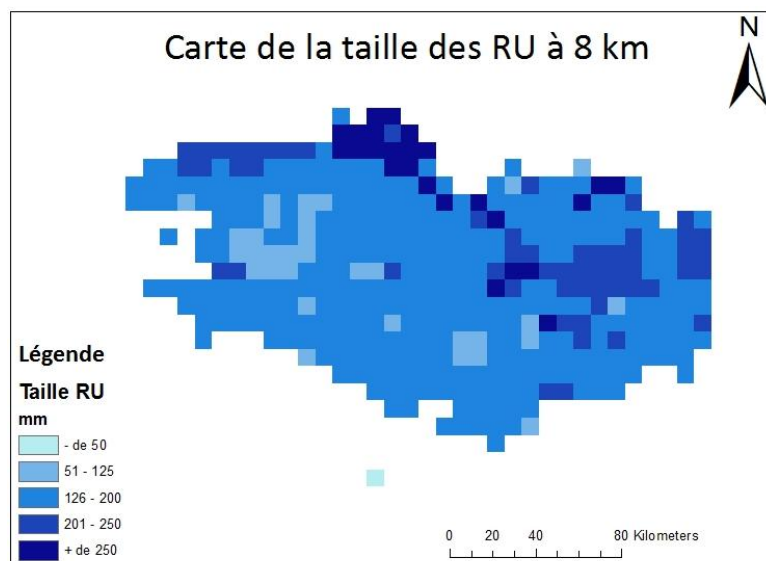 Carte de la taille des RU à 8 km
N
Légende
Taille RU
mm
- de 50
51 - 125
126 - 200
201 - 250
+ de 250
0 20 40 80 Kilometers